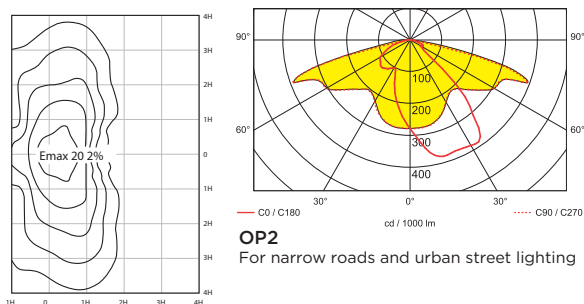 4H
3H
2H
1H
0
1H
2H
3H
4H
Emax 20 2%
1H 0 1H 2H 3H 4H
90° 90°
100
200
60° 60°
300
400
30° 0° 30°
C0 / C180 C90 / C270
cd / 1000 lm
OP2
For narrow roads and urban street lighting